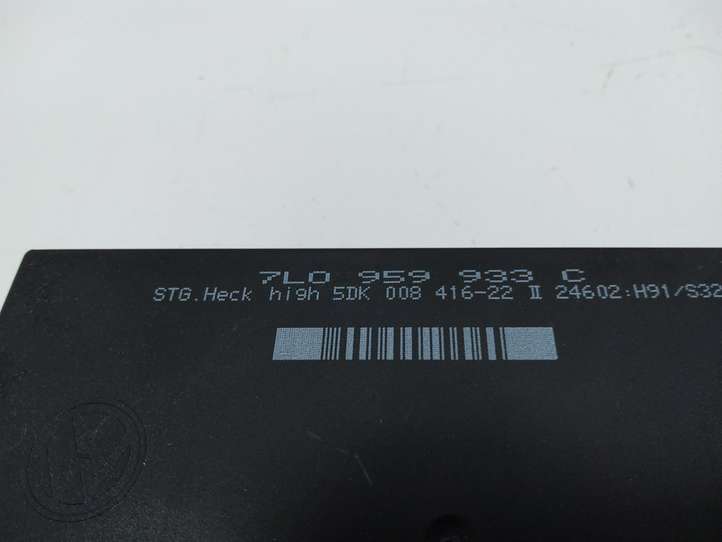 7L0 959 933 C
STG.Heck high 5DK 008 416-22 II 24602:H91/S32